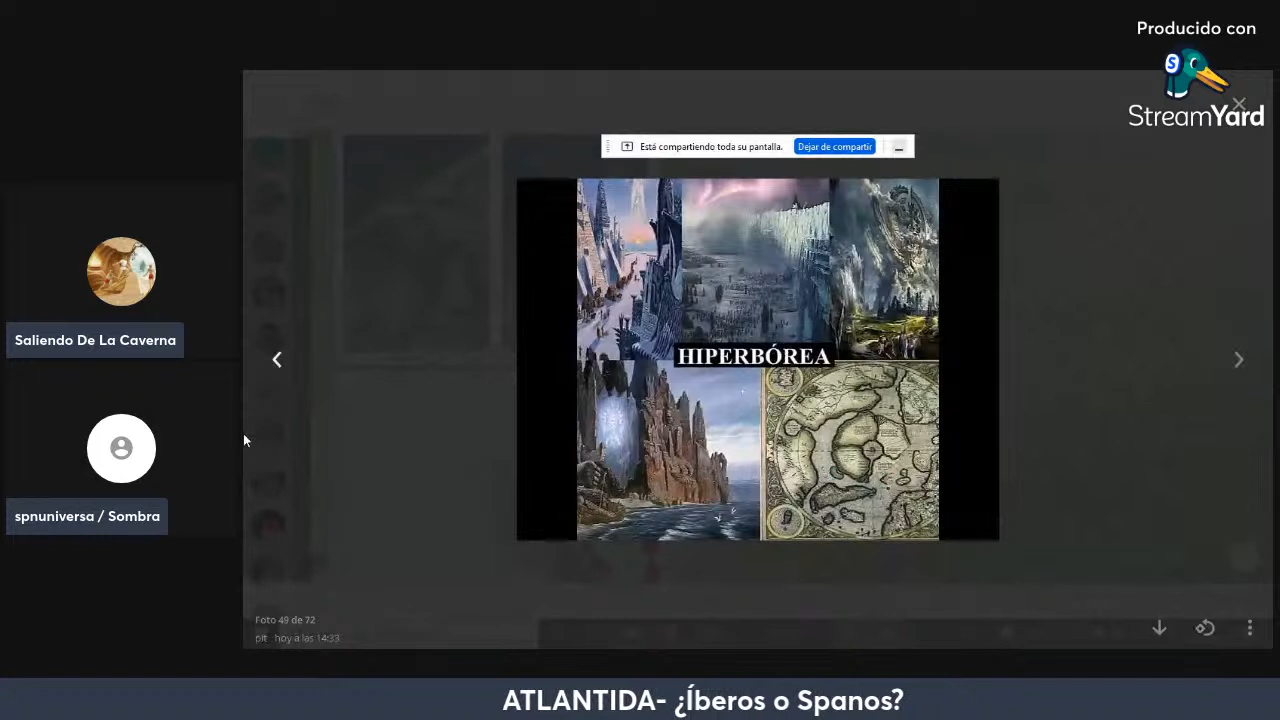 Producido con
StreamYard
Está compartiendo toda su pantalla.
Dejar de compartir
HIPERBÓREA
Saliendo De La Caverna
spnuniversa / Sombra
Foto 49 de 72
pit hoy a las 14:33
ATLANTIDA- ¿Íberos o Spanos?